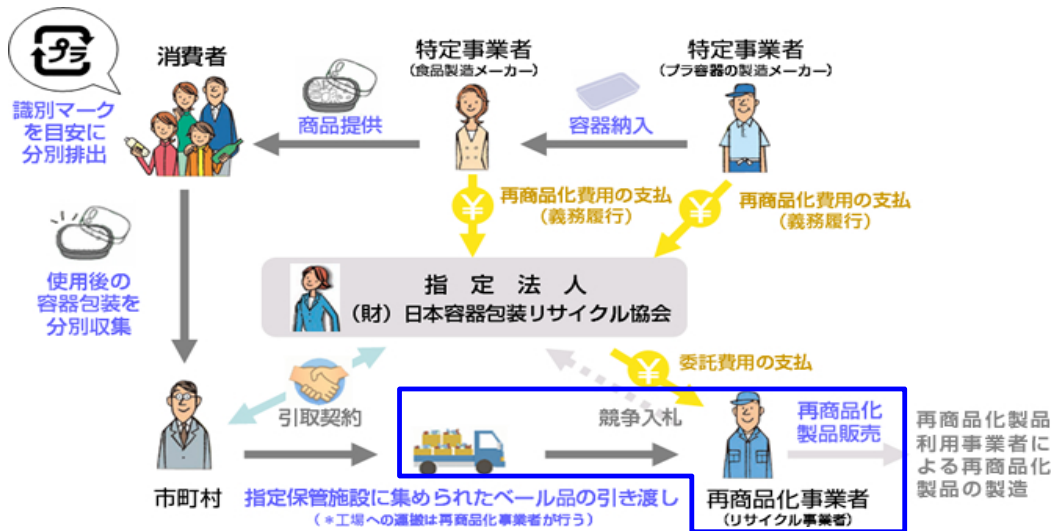 プラ
識別マーク
を目安に
分別排出
消費者
商品提供
特定事業者
(食品製造メーカー)
容器納入
特定事業者
(プラ容器の製造メーカー)
¥
再商品化費用の支払
(義務履行)
¥
再商品化費用の支払
(義務履行)
使用後の
容器包装を
分別収集
指定法人
(財)日本容器包装リサイクル協会
¥
委託費用の支払
引取契約
競争入札
再商品化
製品販売
市町村
指定保管施設に集められたベール品の引き渡し
(*工場への運搬は再商品化事業者が行う)
再商品化事業者
(リサイクル事業者)
再商品化製品
利用事業者に
よる再商品化
製品の製造